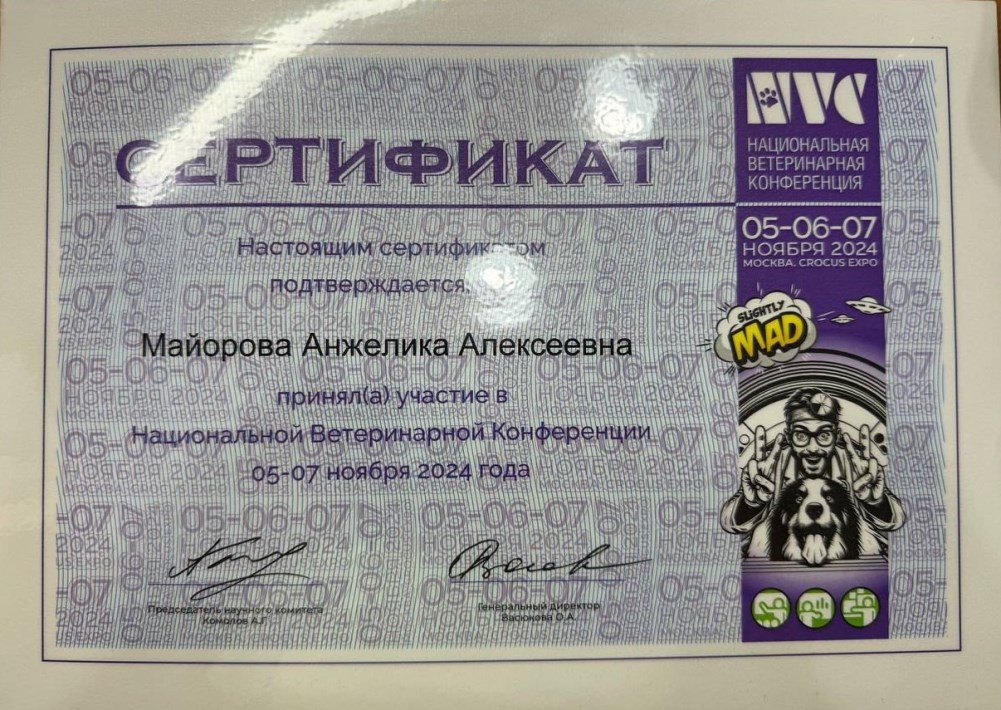 СЕРТИФИКАТ
Настоящим сертификатом
подтверждается,
Майорова Анжелика Алексеевна
принял(а) участие в
Национальной Ветеринарной Конференции
05-07 ноября 2024 года
Председатель научного комитета
Комолов А.Г.
Генеральный директор
Васюкова О.А.
NVC
НАЦИОНАЛЬНАЯ
ВЕТЕРИНАРНАЯ
КОНФЕРЕНЦИЯ
05-06-07
НОЯБРЯ 2024
МОСКВА. CROCUS EXPO
SLIGHTLY
MAD